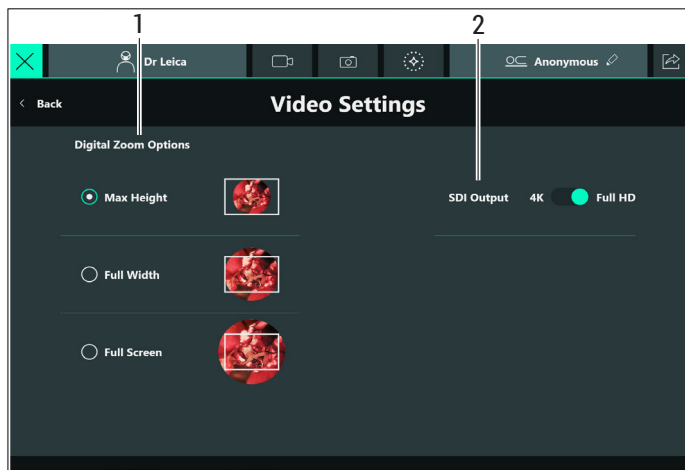 1
2
Dr Leica
Anonymous
< Back
Video Settings
Digital Zoom Options
Max Height
SDI Output 4K Full HD
Full Width
Full Screen